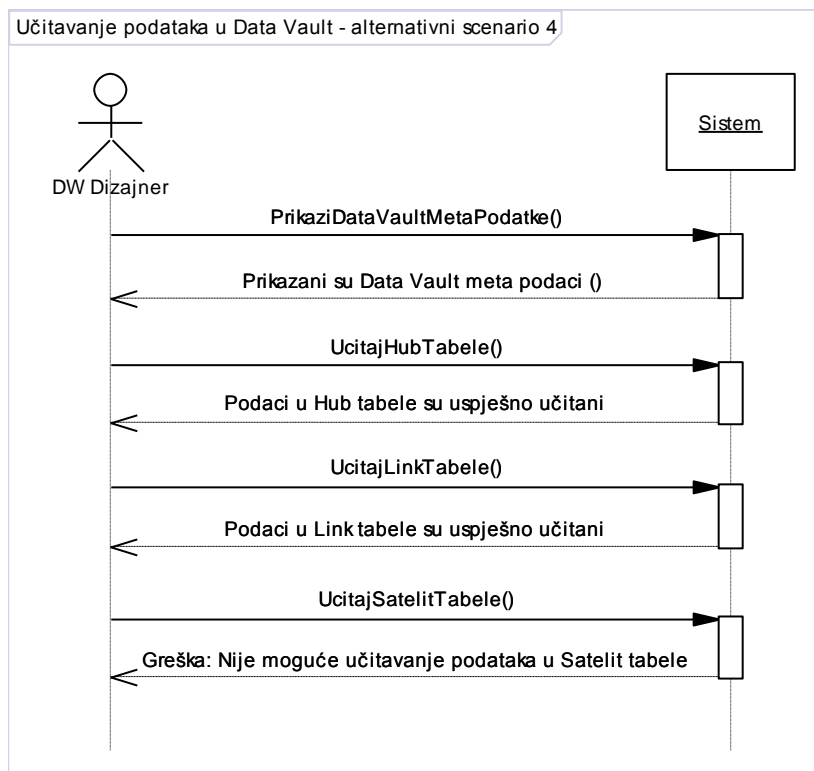 Učitavanje podataka u Data Vault - alternativni scenario 4
Sistem
DW Dizajner
PrikaziDataVaultMetaPodatke()
Prikazani su Data Vault meta podaci ()
UcitajHubTabele()
Podaci u Hub tabele su uspješno učitani
UcitajLinkTabele()
Podaci u Link tabele su uspješno učitani
UcitajSatelitTabele()
Greška: Nije moguće učitavanje podataka u Satelit tabele